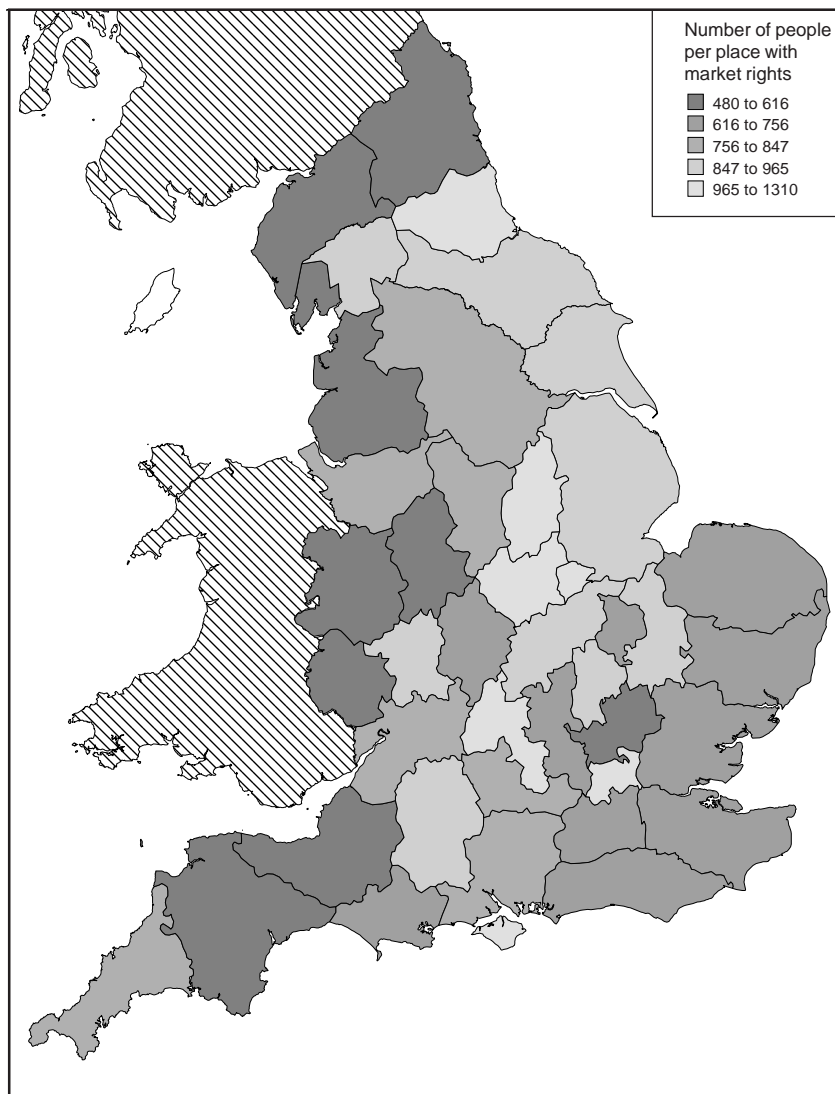 Number of people
per place with
market rights
480 to 616
616 to 756
756 to 847
847 to 965
965 to 1310